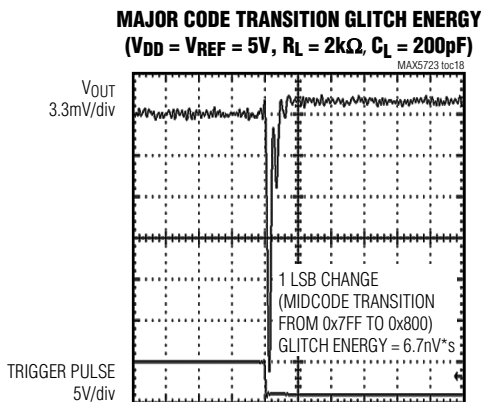 MAJOR CODE TRANSITION GLITCH ENERGY
(VDD = VREF = 5V, RL = 2kΩ, CL = 200pF)
MAX5723 toc18
VOUT
3.3mV/div
1 LSB CHANGE
(MIDCODE TRANSITION
FROM 0x7FF TO 0x800)
GLITCH ENERGY = 6.7nV*s
TRIGGER PULSE
5V/div